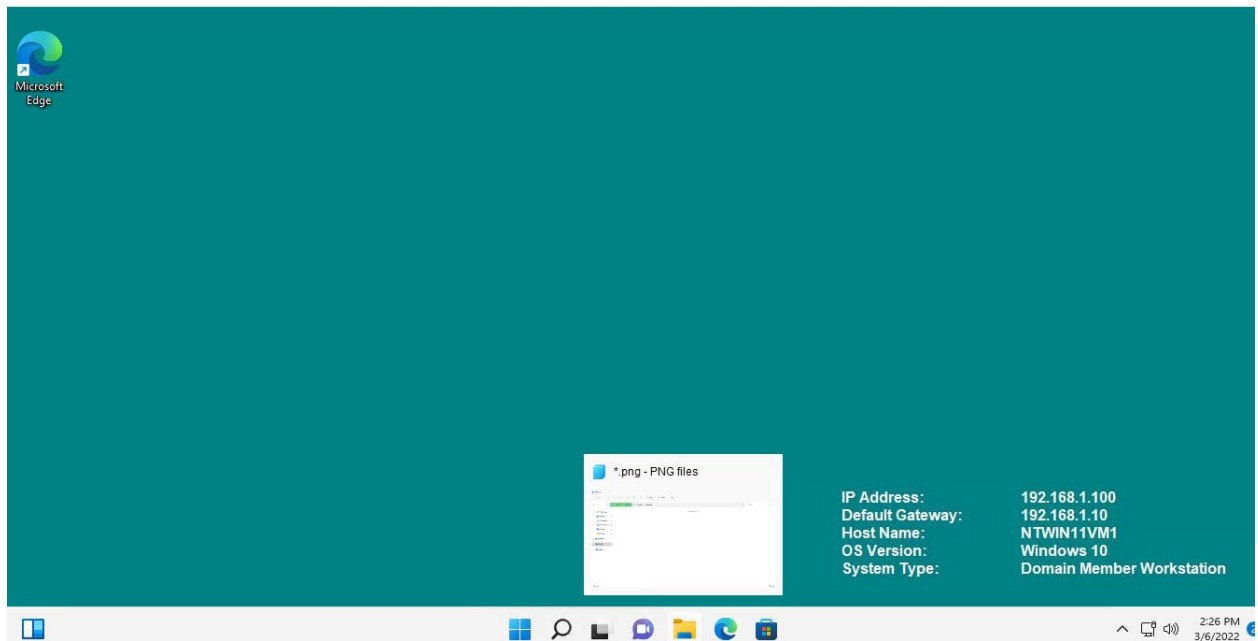 Microsoft
Edge
*.png - PNG files
IP Address: 192.168.1.100
Default Gateway: 192.168.1.10
Host Name: NTWIN11VM1
OS Version: Windows 10
System Type: Domain Member Workstation
2:26 PM
3/6/2022